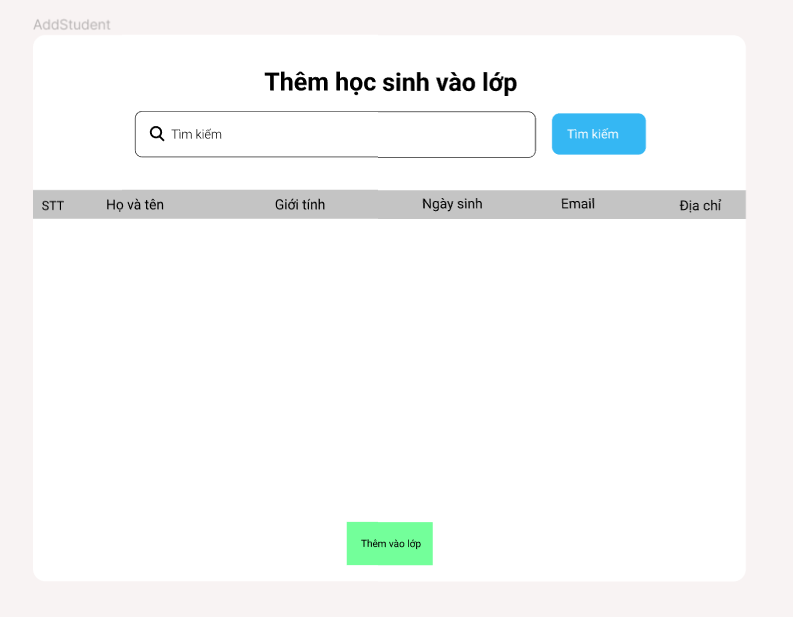 AddStudent
Thêm học sinh vào lớp
Tìm kiếm
Tìm kiếm
STT Họ và tên Giới tính Ngày sinh Email Địa chỉ
Thêm vào lớp